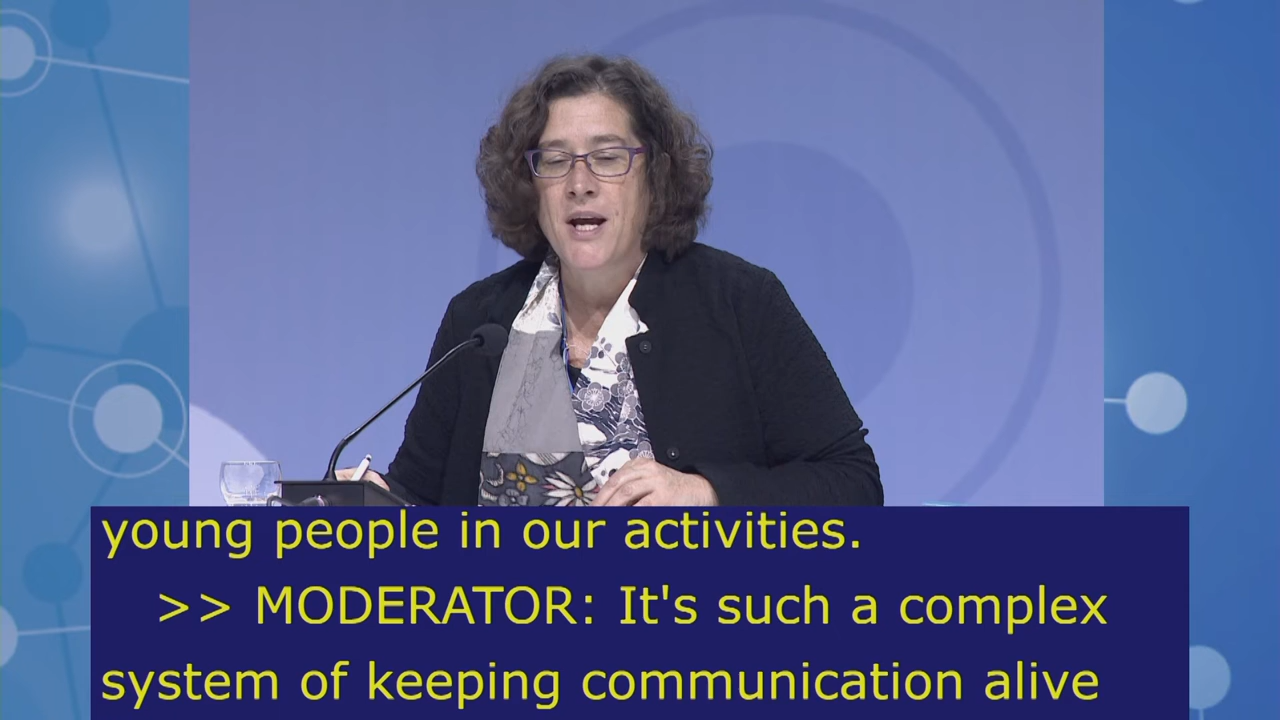 young people in our activities.
>> MODERATOR: It's such a complex
system of keeping communication alive